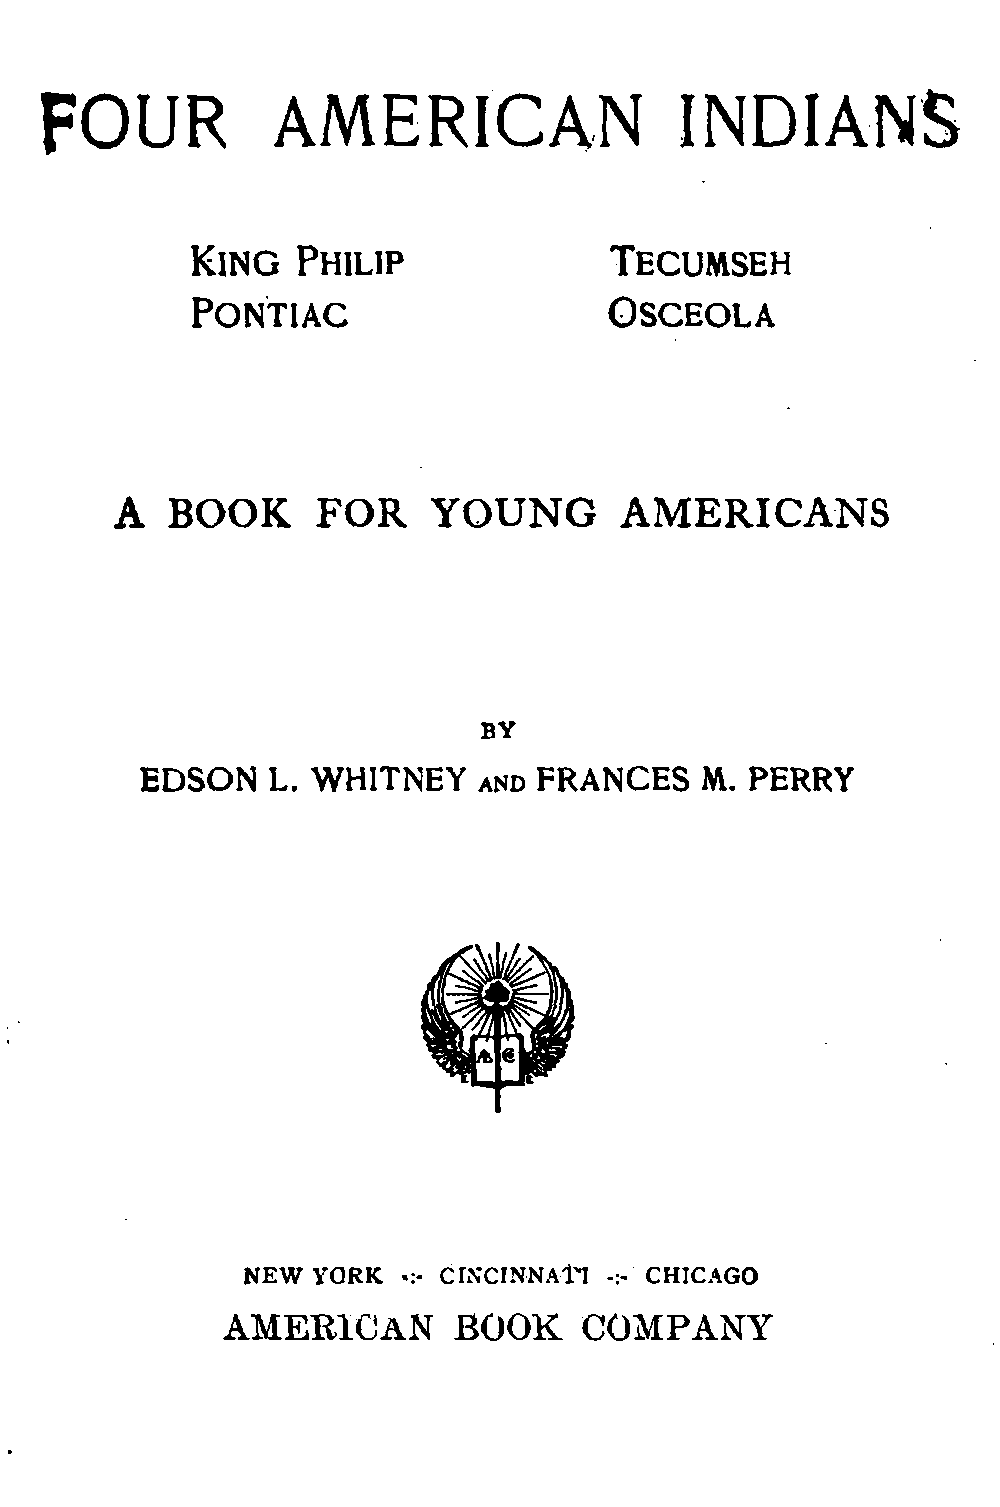 FOUR AMERICAN INDIANS
KING PHILIP TECUMSEH
PONTIAC OSCEOLA
A BOOK FOR YOUNG AMERICANS
BY
EDSON L. WHITNEY AND FRANCES M. PERRY
A B C
NEW YORK ·:· CINCINNATI ·:· CHICAGO
AMERICAN BOOK COMPANY